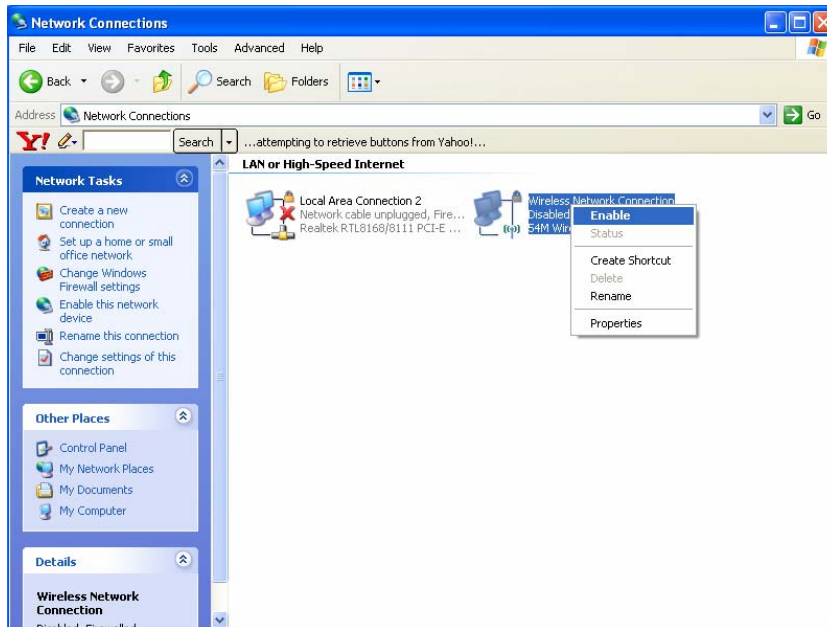 Network Connections
File Edit View Favorites Tools Advanced Help
Back Search Folders
Address Network Connections Go
Y! Search ...attempting to retrieve buttons from Yahoo!...
Network Tasks
Create a new
connection
Set up a home or small
office network
Change Windows
Firewall settings
Enable this network
device
Rename this connection
Change settings of this
connection
Other Places
Control Panel
My Network Places
My Documents
My Computer
Details
Wireless Network
Connection
Disabled, Firewalled
LAN or High-Speed Internet
Local Area Connection 2
Network cable unplugged, Fire...
Realtek RTL8168/8111 PCI-E ...
Wireless Network Connection
Disabled
54M Wire
Enable
Status
Create Shortcut
Delete
Rename
Properties